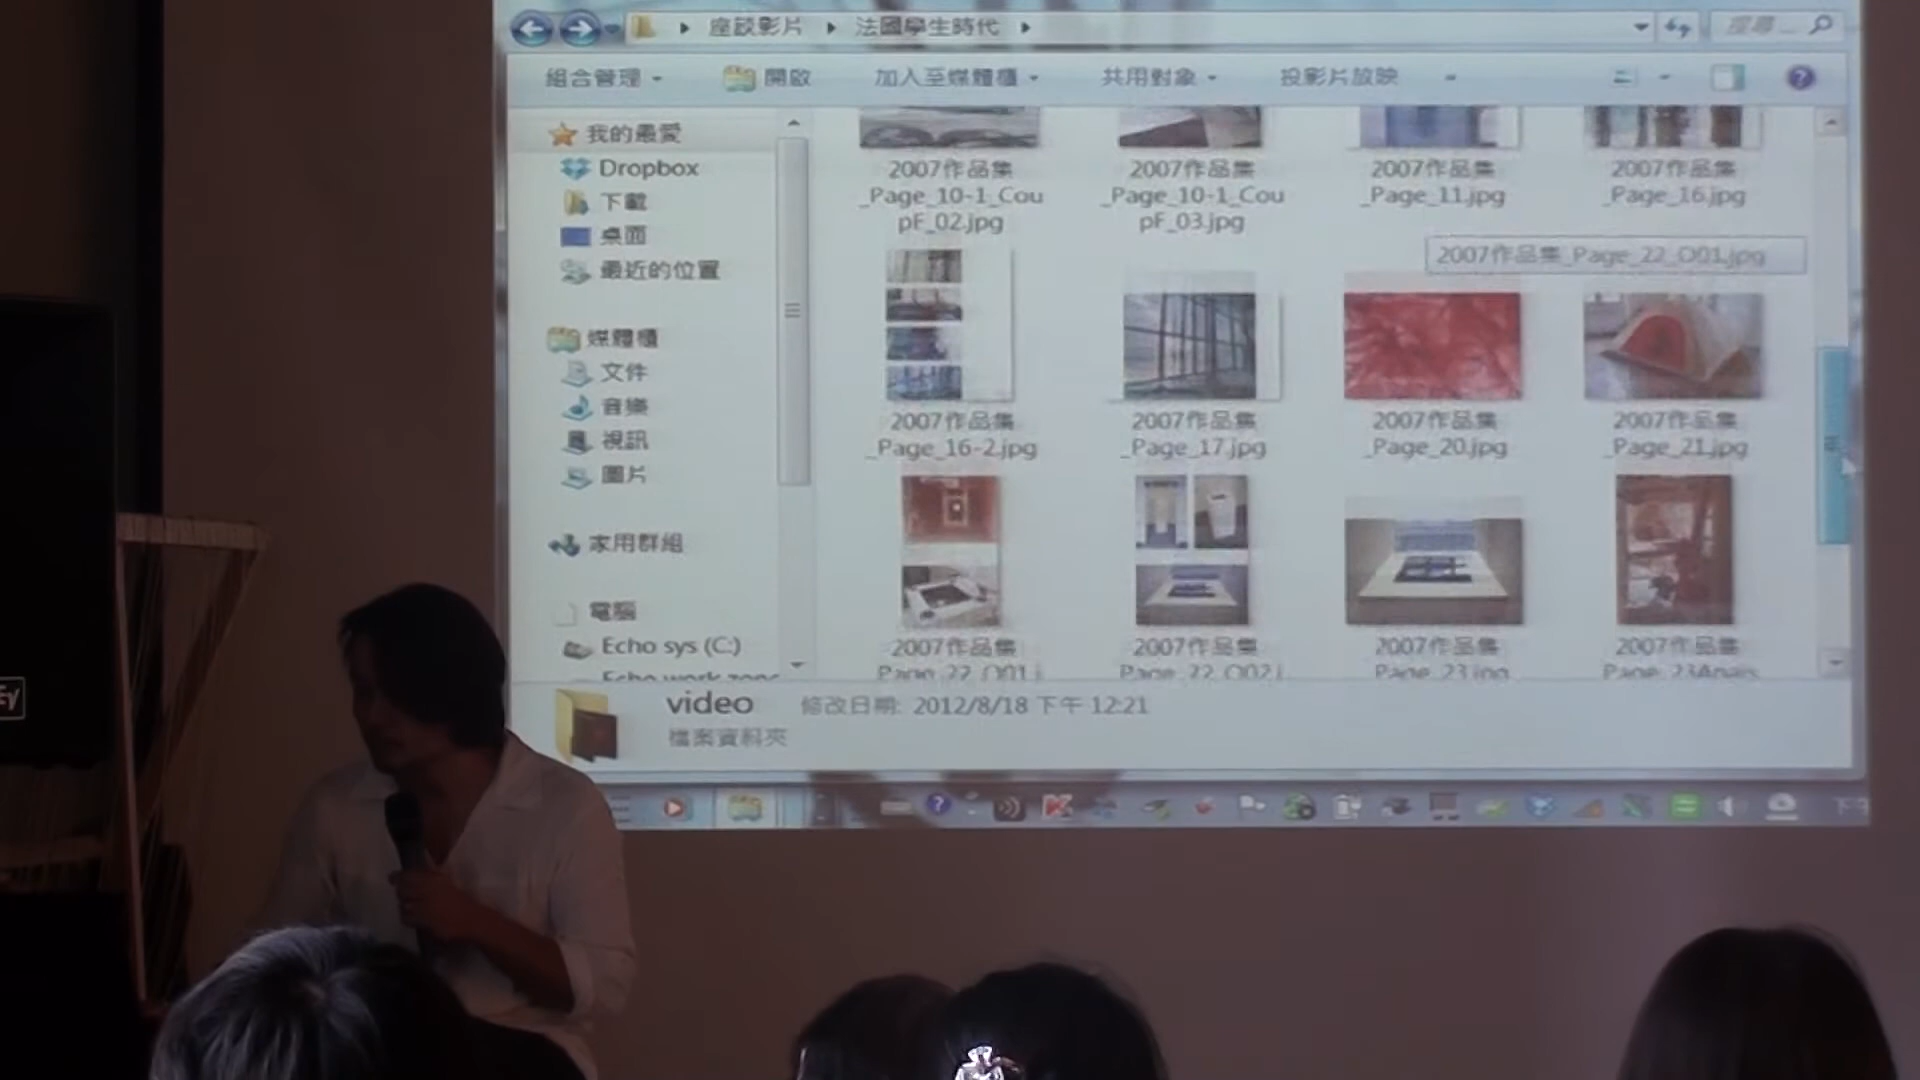 座談影片 ▸ 法國學生時代 ▸
搜尋...
組合管理 開啟 加入至媒體櫃 共用對象 投影片放映
我的最愛
Dropbox
下載
桌面
最近的位置
媒體櫃
文件
音樂
視訊
圖片
家用群組
電腦
Echo sys (C:)
Echo work zone
2007作品集
_Page_10-1_Cou
pF_02.jpg
2007作品集
_Page_10-1_Cou
pF_03.jpg
2007作品集
_Page_11.jpg
2007作品集
_Page_16.jpg
2007作品集_Page_22_O01.jpg
2007作品集
_Page_16-2.jpg
2007作品集
_Page_17.jpg
2007作品集
_Page_20.jpg
2007作品集
_Page_21.jpg
2007作品集
Page_22_O01.j
2007作品集
Page_22_O02.j
2007作品集
Page_23.jpg
2007作品集
Page_23Anais
video 修改日期: 2012/8/18 下午 12:21
檔案資料夾